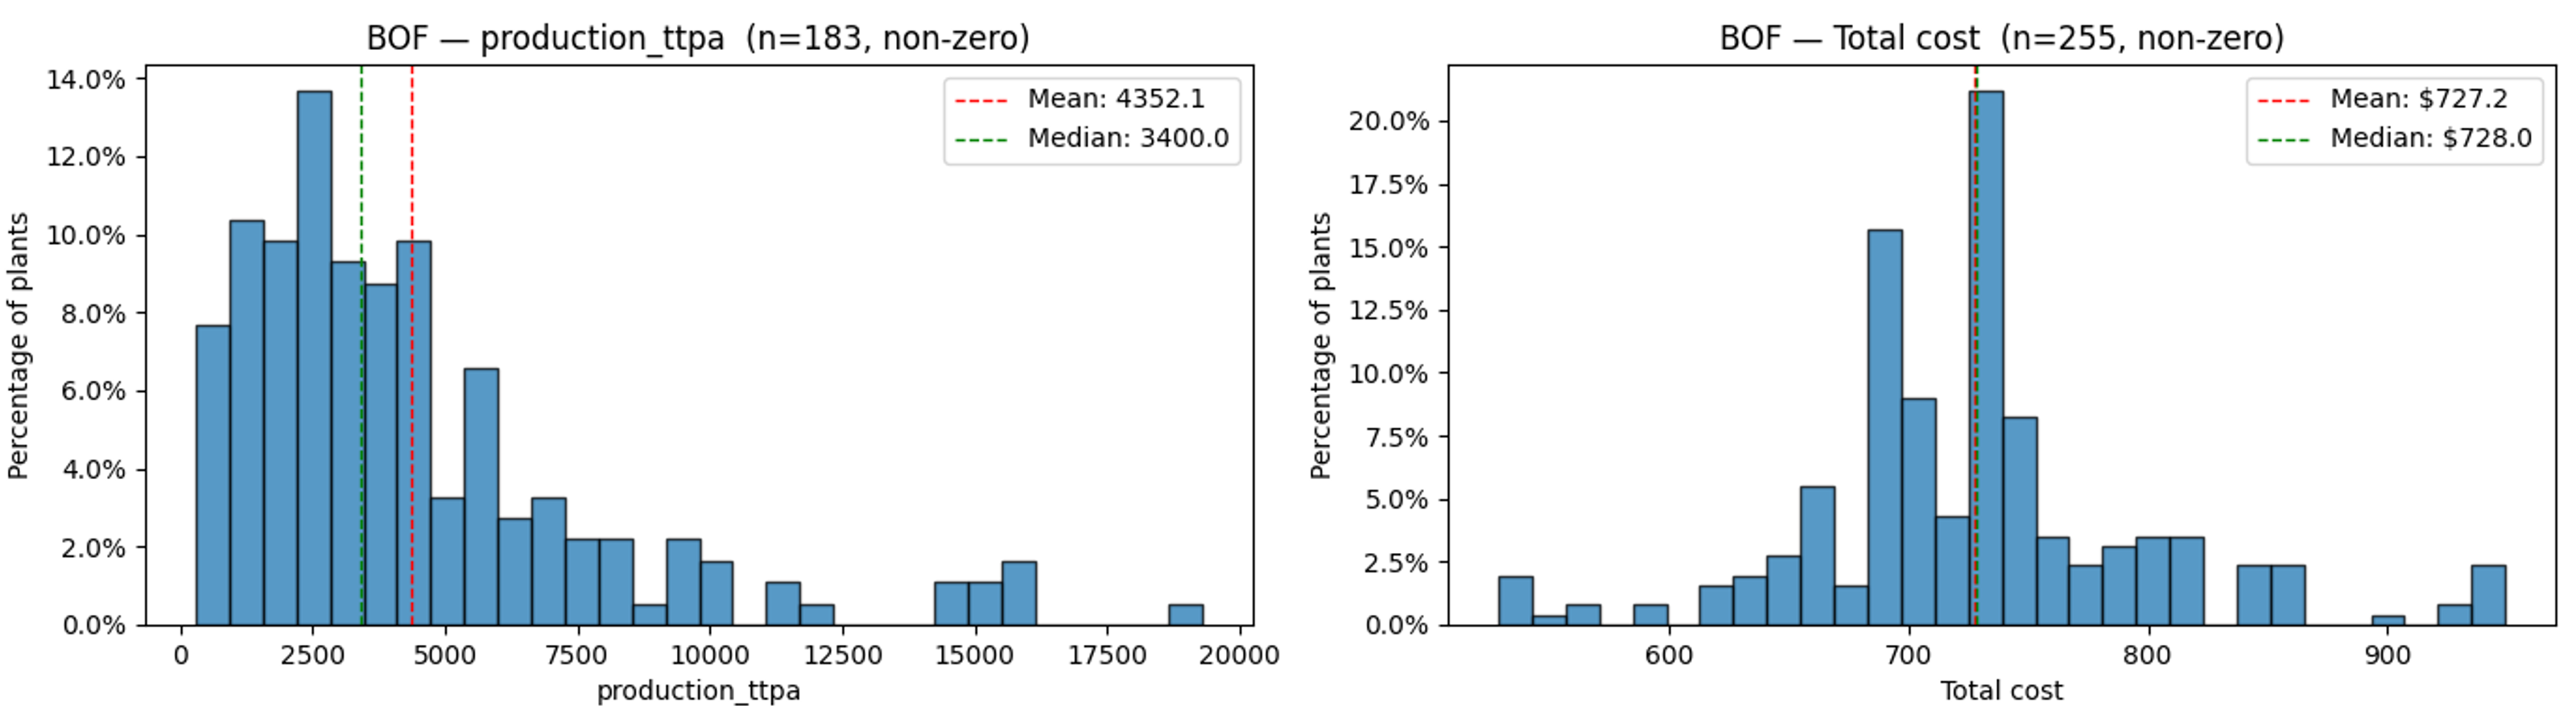 BOF — production_ttpa (n=183, non-zero)
Percentage of plants
14.0%
12.0%
10.0%
8.0%
6.0%
4.0%
2.0%
0.0%
Mean: 4352.1
Median: 3400.0
0 2500 5000 7500 10000 12500 15000 17500 20000
production_ttpa
BOF — Total cost (n=255, non-zero)
Percentage of plants
20.0%
17.5%
15.0%
12.5%
10.0%
7.5%
5.0%
2.5%
0.0%
Mean: $727.2
Median: $728.0
600 700 800 900
Total cost